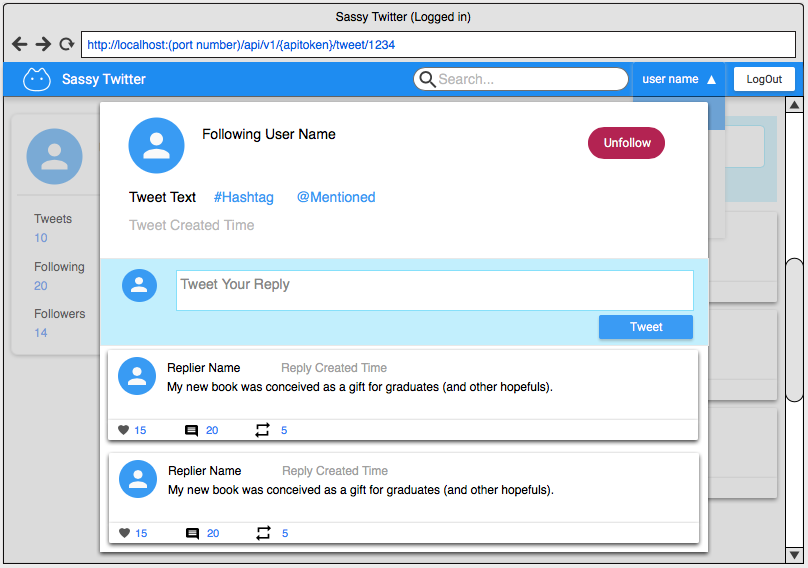 Sassy Twitter (Logged in)
http://localhost:(port number)/api/v1/{apitoken}/tweet/1234
Sassy Twitter
Search...
user name
LogOut
Following User Name
Unfollow
Tweet Text #Hashtag @Mentioned
Tweet Created Time
Tweets
10
Following
20
Followers
14
Tweet Your Reply
Tweet
Replier Name Reply Created Time
My new book was conceived as a gift for graduates (and other hopefuls).
15 20 5
Replier Name Reply Created Time
My new book was conceived as a gift for graduates (and other hopefuls).
15 20 5